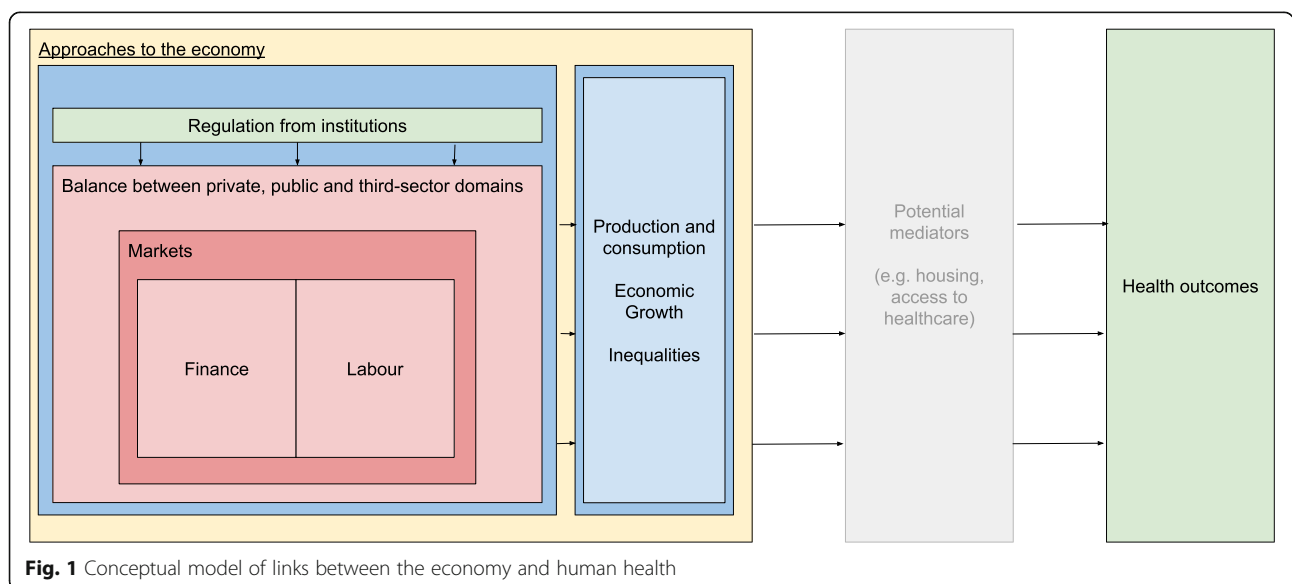 Approaches to the economy
Regulation from institutions
Balance between private, public and third-sector domains
Markets
Finance
Labour
Production and
consumption
Economic
Growth
Inequalities
Potential
mediators
(e.g. housing,
access to
healthcare)
Health outcomes
Fig. 1 Conceptual model of links between the economy and human health